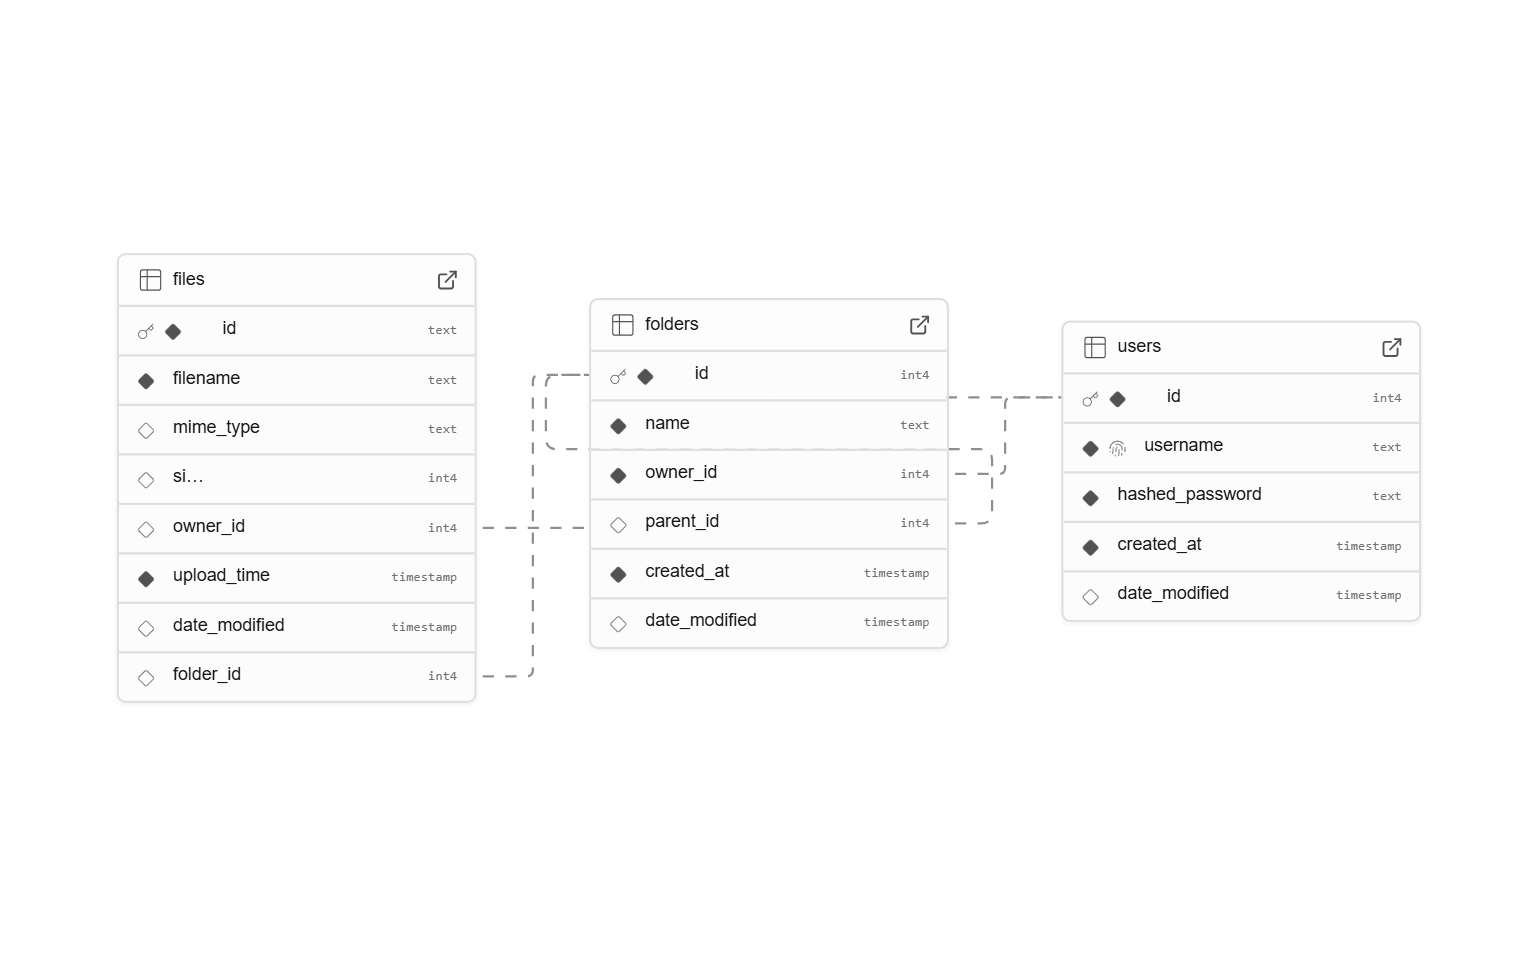 files
id text
filename text
mime_type text
si... int4
owner_id int4
upload_time timestamp
date_modified timestamp
folder_id int4
folders
id int4
name text
owner_id int4
parent_id int4
created_at timestamp
date_modified timestamp
users
id int4
username text
hashed_password text
created_at timestamp
date_modified timestamp